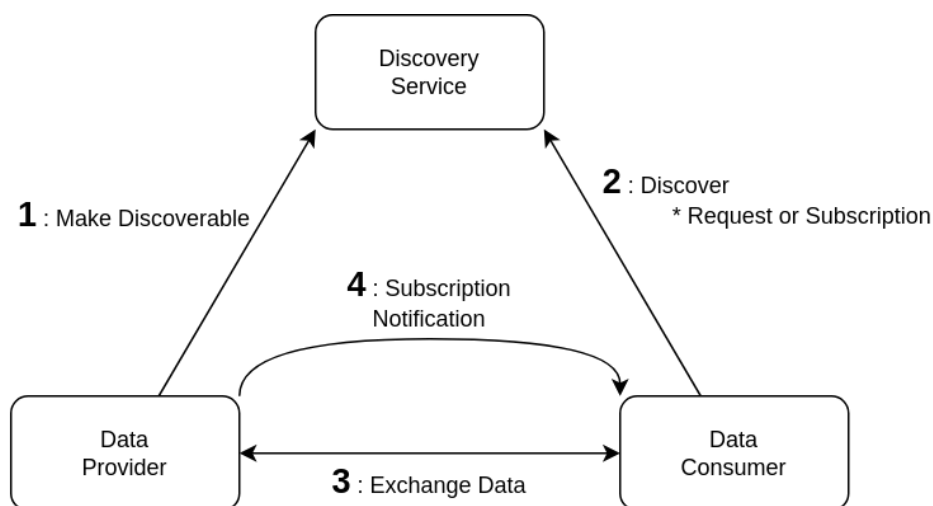 Discovery
Service
1 : Make Discoverable
2 : Discover
* Request or Subscription
4 : Subscription
Notification
Data
Provider
3 : Exchange Data
Data
Consumer